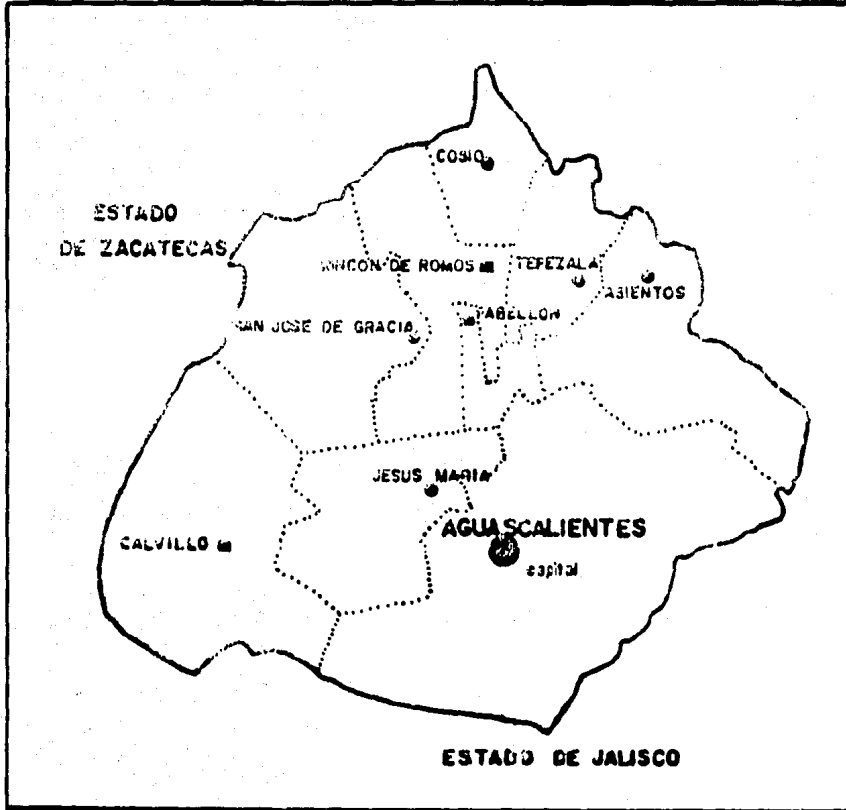 COSIO
ESTADO
DE ZACATECAS
RINCON DE ROMOS
TEPEZALA
ASIENTOS
PABELLON
SAN JOSE DE GRACIA
JESUS MARIA
AGUASCALIENTES
capital
CALVILLO
ESTADO DE JALISCO